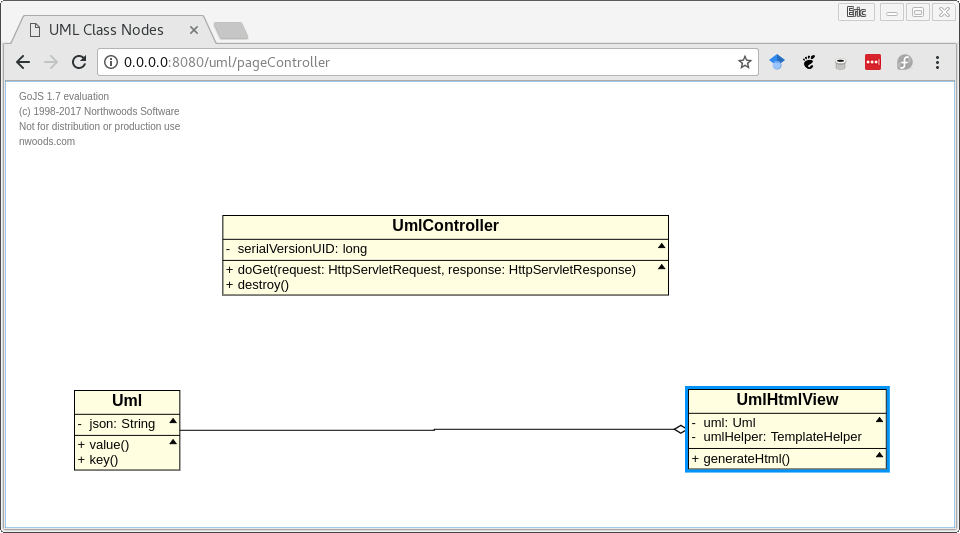 Eric
UML Class Nodes
0.0.0.0:8080/uml/pageController
GoJS 1.7 evaluation
(c) 1998-2017 Northwoods Software
Not for distribution or production use
nwoods.com
UmlController
- serialVersionUID: long
+ doGet(request: HttpServletRequest, response: HttpServletResponse)
+ destroy()
Uml
- json: String
+ value()
+ key()
UmlHtmlView
- uml: Uml
- umlHelper: TemplateHelper
+ generateHtml()